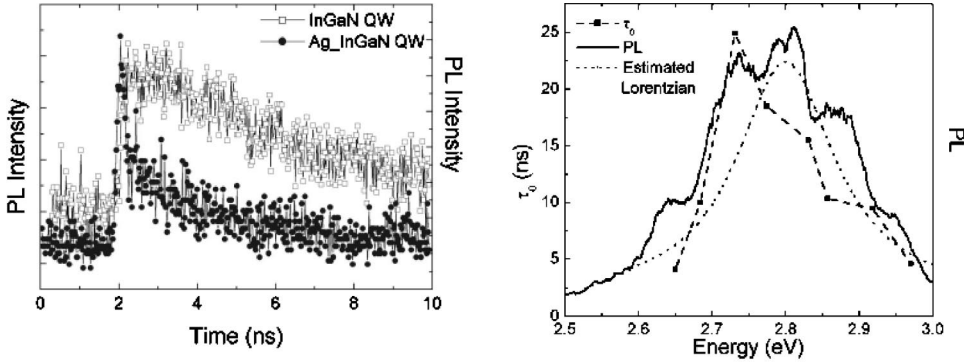 InGaN QW
Ag_InGaN QW
PL Intensity
0 2 4 6 8 10
Time (ns)
PL Intensity
τ₀
PL
Estimated
Lorentzian
τ₀ (ns)
25
20
15
10
5
0
2.5 2.6 2.7 2.8 2.9 3.0
Energy (eV)
PL